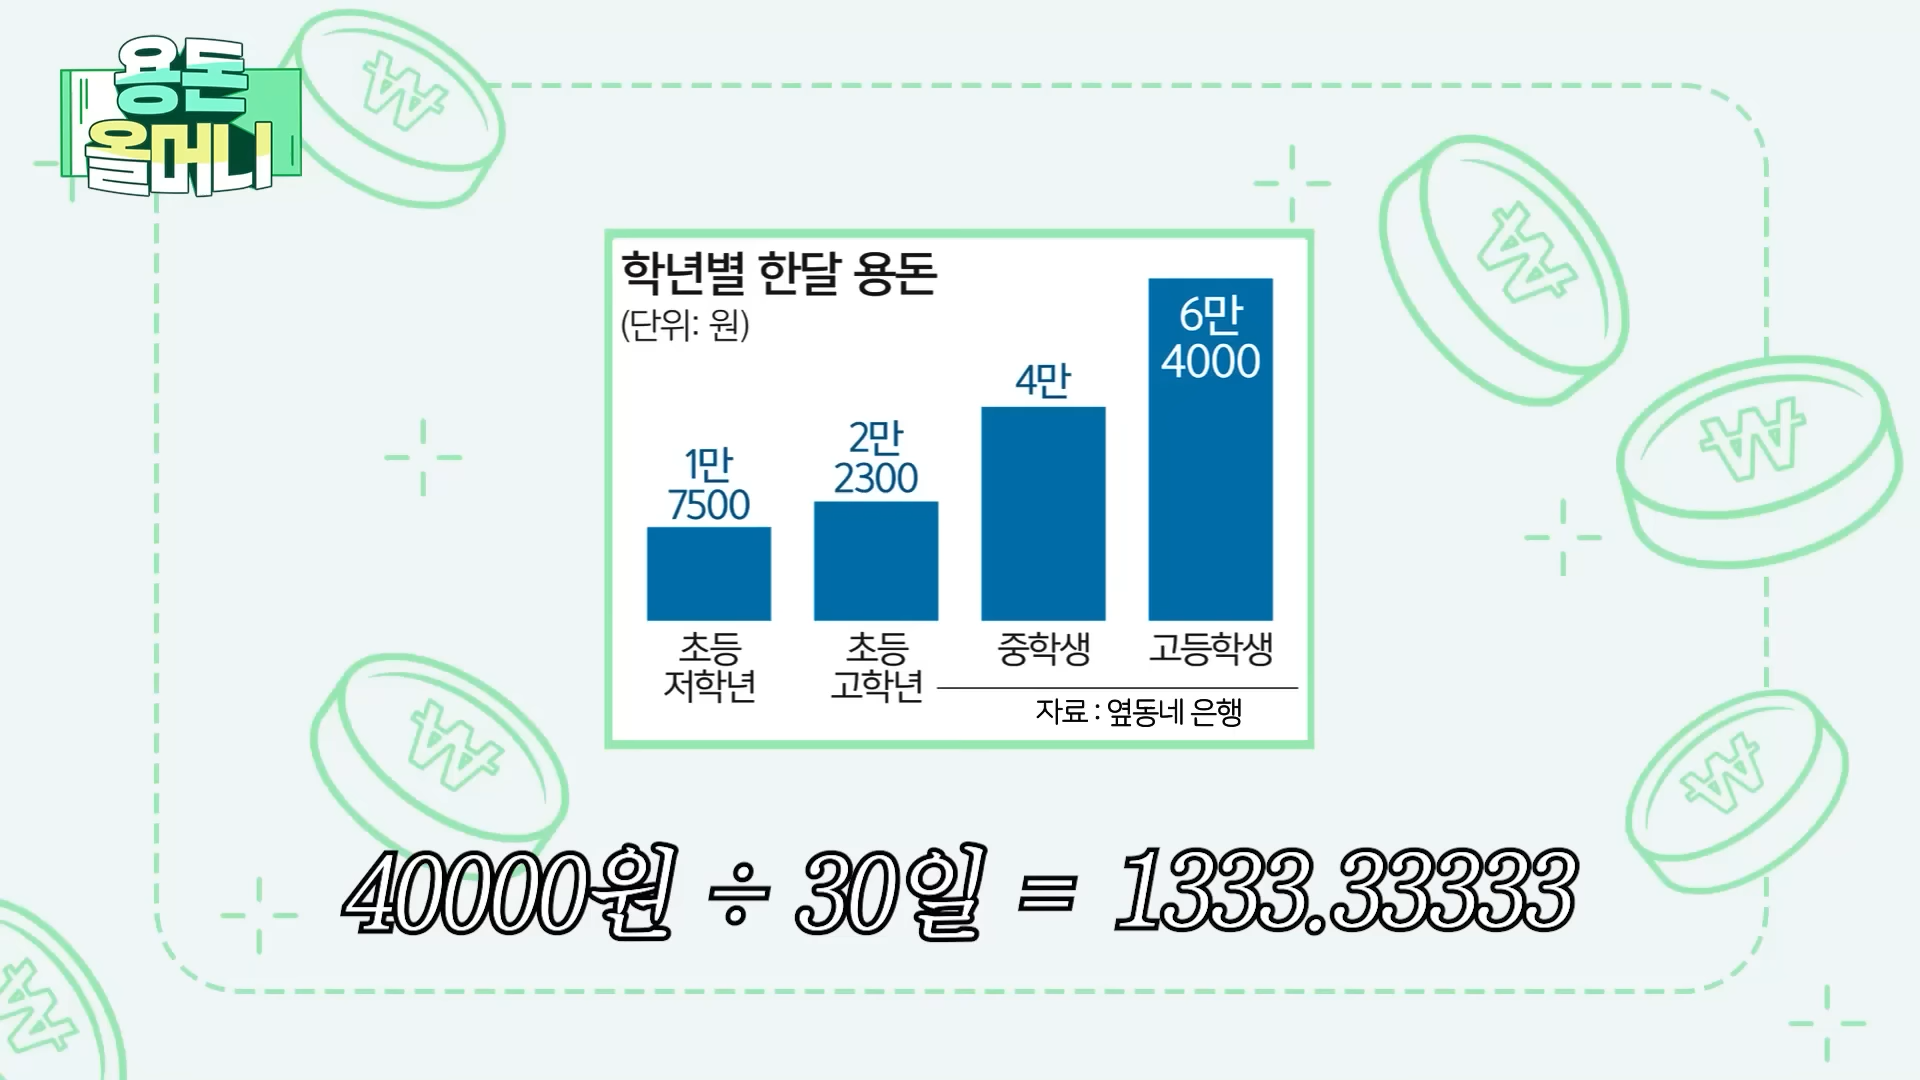 용돈
올머니
학년별 한달 용돈
(단위: 원)
1만
7500
2만
2300
4만
6만
4000
초등
저학년
초등
고학년
중학생
고등학생
자료 : 옆동네 은행
40000원 ÷ 30일 = 1333.33333